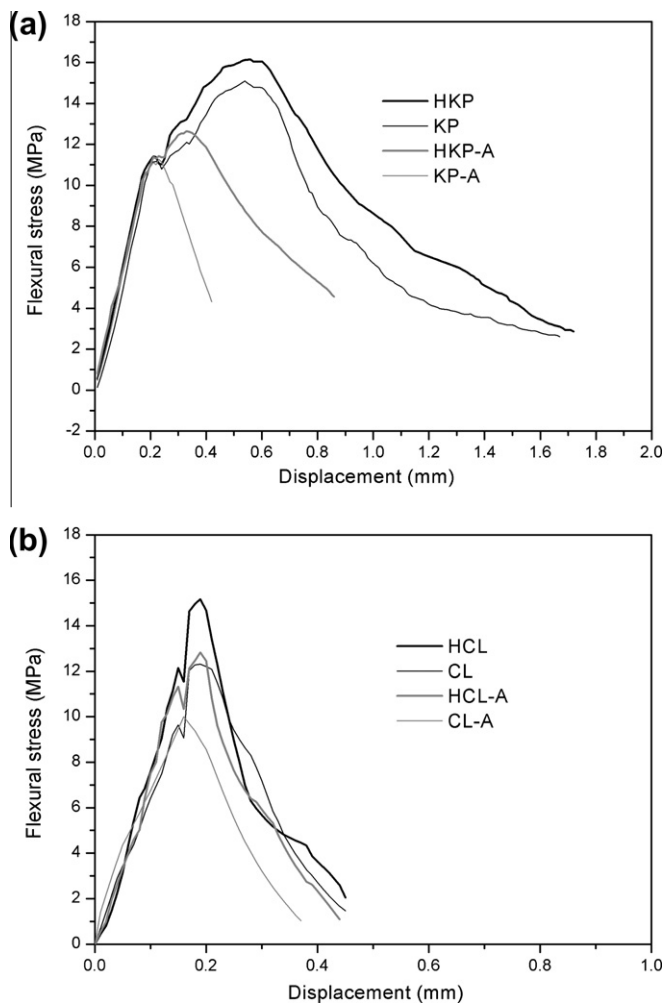 (a)
18
16
14
12
10
8
6
4
2
0
-2
Flexural stress (MPa)
HKP
KP
HKP-A
KP-A
0.0 0.2 0.4 0.6 0.8 1.0 1.2 1.4 1.6 1.8 2.0
Displacement (mm)
(b)
18
16
14
12
10
8
6
4
2
0
Flexural stress (MPa)
HCL
CL
HCL-A
CL-A
0.0 0.2 0.4 0.6 0.8 1.0
Displacement (mm)